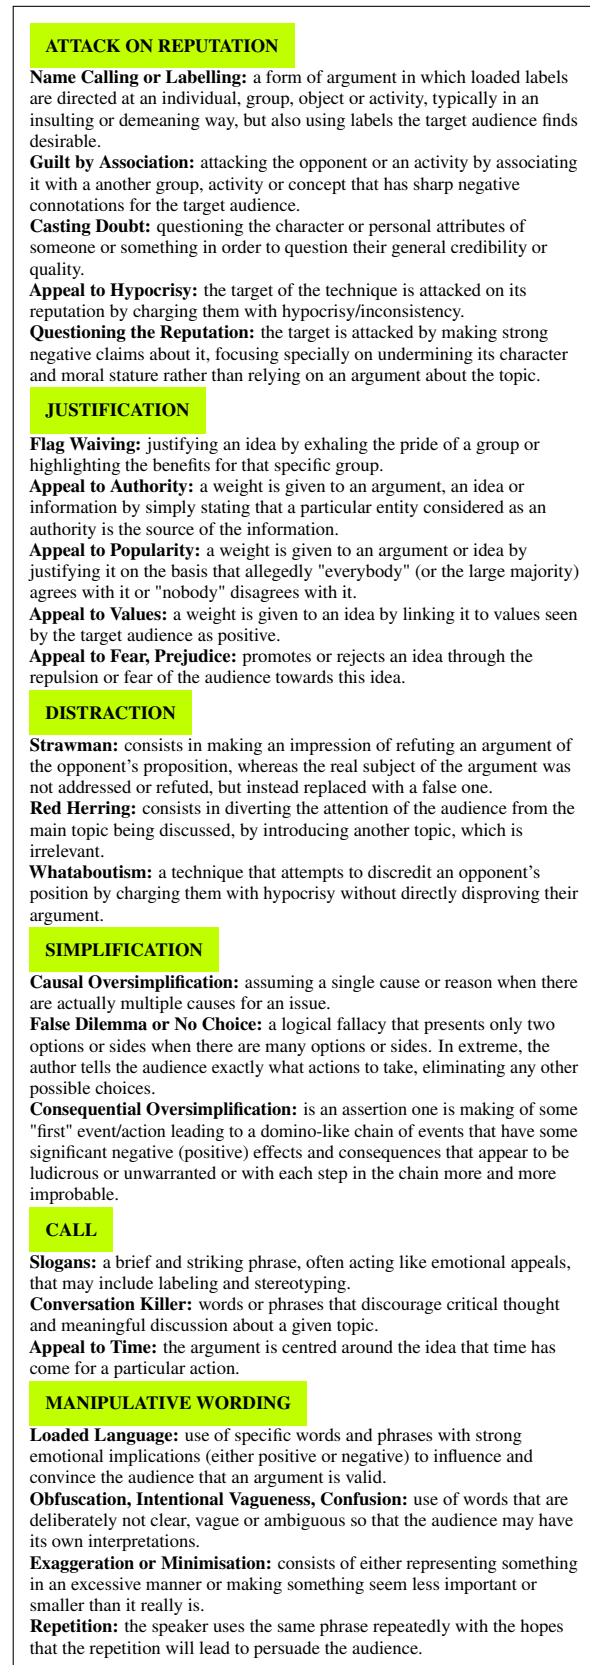 ATTACK ON REPUTATION
Name Calling or Labelling: a form of argument in which loaded labels
are directed at an individual, group, object or activity, typically in an
insulting or demeaning way, but also using labels the target audience finds
desirable.
Guilt by Association: attacking the opponent or an activity by associating
it with a another group, activity or concept that has sharp negative
connotations for the target audience.
Casting Doubt: questioning the character or personal attributes of
someone or something in order to question their general credibility or
quality.
Appeal to Hypocrisy: the target of the technique is attacked on its
reputation by charging them with hypocrisy/inconsistency.
Questioning the Reputation: the target is attacked by making strong
negative claims about it, focusing specially on undermining its character
and moral stature rather than relying on an argument about the topic.
JUSTIFICATION
Flag Waiving: justifying an idea by exhaling the pride of a group or
highlighting the benefits for that specific group.
Appeal to Authority: a weight is given to an argument, an idea or
information by simply stating that a particular entity considered as an
authority is the source of the information.
Appeal to Popularity: a weight is given to an argument or idea by
justifying it on the basis that allegedly "everybody" (or the large majority)
agrees with it or "nobody" disagrees with it.
Appeal to Values: a weight is given to an idea by linking it to values seen
by the target audience as positive.
Appeal to Fear, Prejudice: promotes or rejects an idea through the
repulsion or fear of the audience towards this idea.
DISTRACTION
Strawman: consists in making an impression of refuting an argument of
the opponent's proposition, whereas the real subject of the argument was
not addressed or refuted, but instead replaced with a false one.
Red Herring: consists in diverting the attention of the audience from the
main topic being discussed, by introducing another topic, which is
irrelevant.
Whataboutism: a technique that attempts to discredit an opponent's
position by charging them with hypocrisy without directly disproving their
argument.
SIMPLIFICATION
Causal Oversimplification: assuming a single cause or reason when there
are actually multiple causes for an issue.
False Dilemma or No Choice: a logical fallacy that presents only two
options or sides when there are many options or sides. In extreme, the
author tells the audience exactly what actions to take, eliminating any other
possible choices.
Consequential Oversimplification: is an assertion one is making of some
"first" event/action leading to a domino-like chain of events that have some
significant negative (positive) effects and consequences that appear to be
ludicrous or unwarranted or with each step in the chain more and more
improbable.
CALL
Slogans: a brief and striking phrase, often acting like emotional appeals,
that may include labeling and stereotyping.
Conversation Killer: words or phrases that discourage critical thought
and meaningful discussion about a given topic.
Appeal to Time: the argument is centred around the idea that time has
come for a particular action.
MANIPULATIVE WORDING
Loaded Language: use of specific words and phrases with strong
emotional implications (either positive or negative) to influence and
convince the audience that an argument is valid.
Obfuscation, Intentional Vagueness, Confusion: use of words that are
deliberately not clear, vague or ambiguous so that the audience may have
its own interpretations.
Exaggeration or Minimisation: consists of either representing something
in an excessive manner or making something seem less important or
smaller than it really is.
Repetition: the speaker uses the same phrase repeatedly with the hopes
that the repetition will lead to persuade the audience.